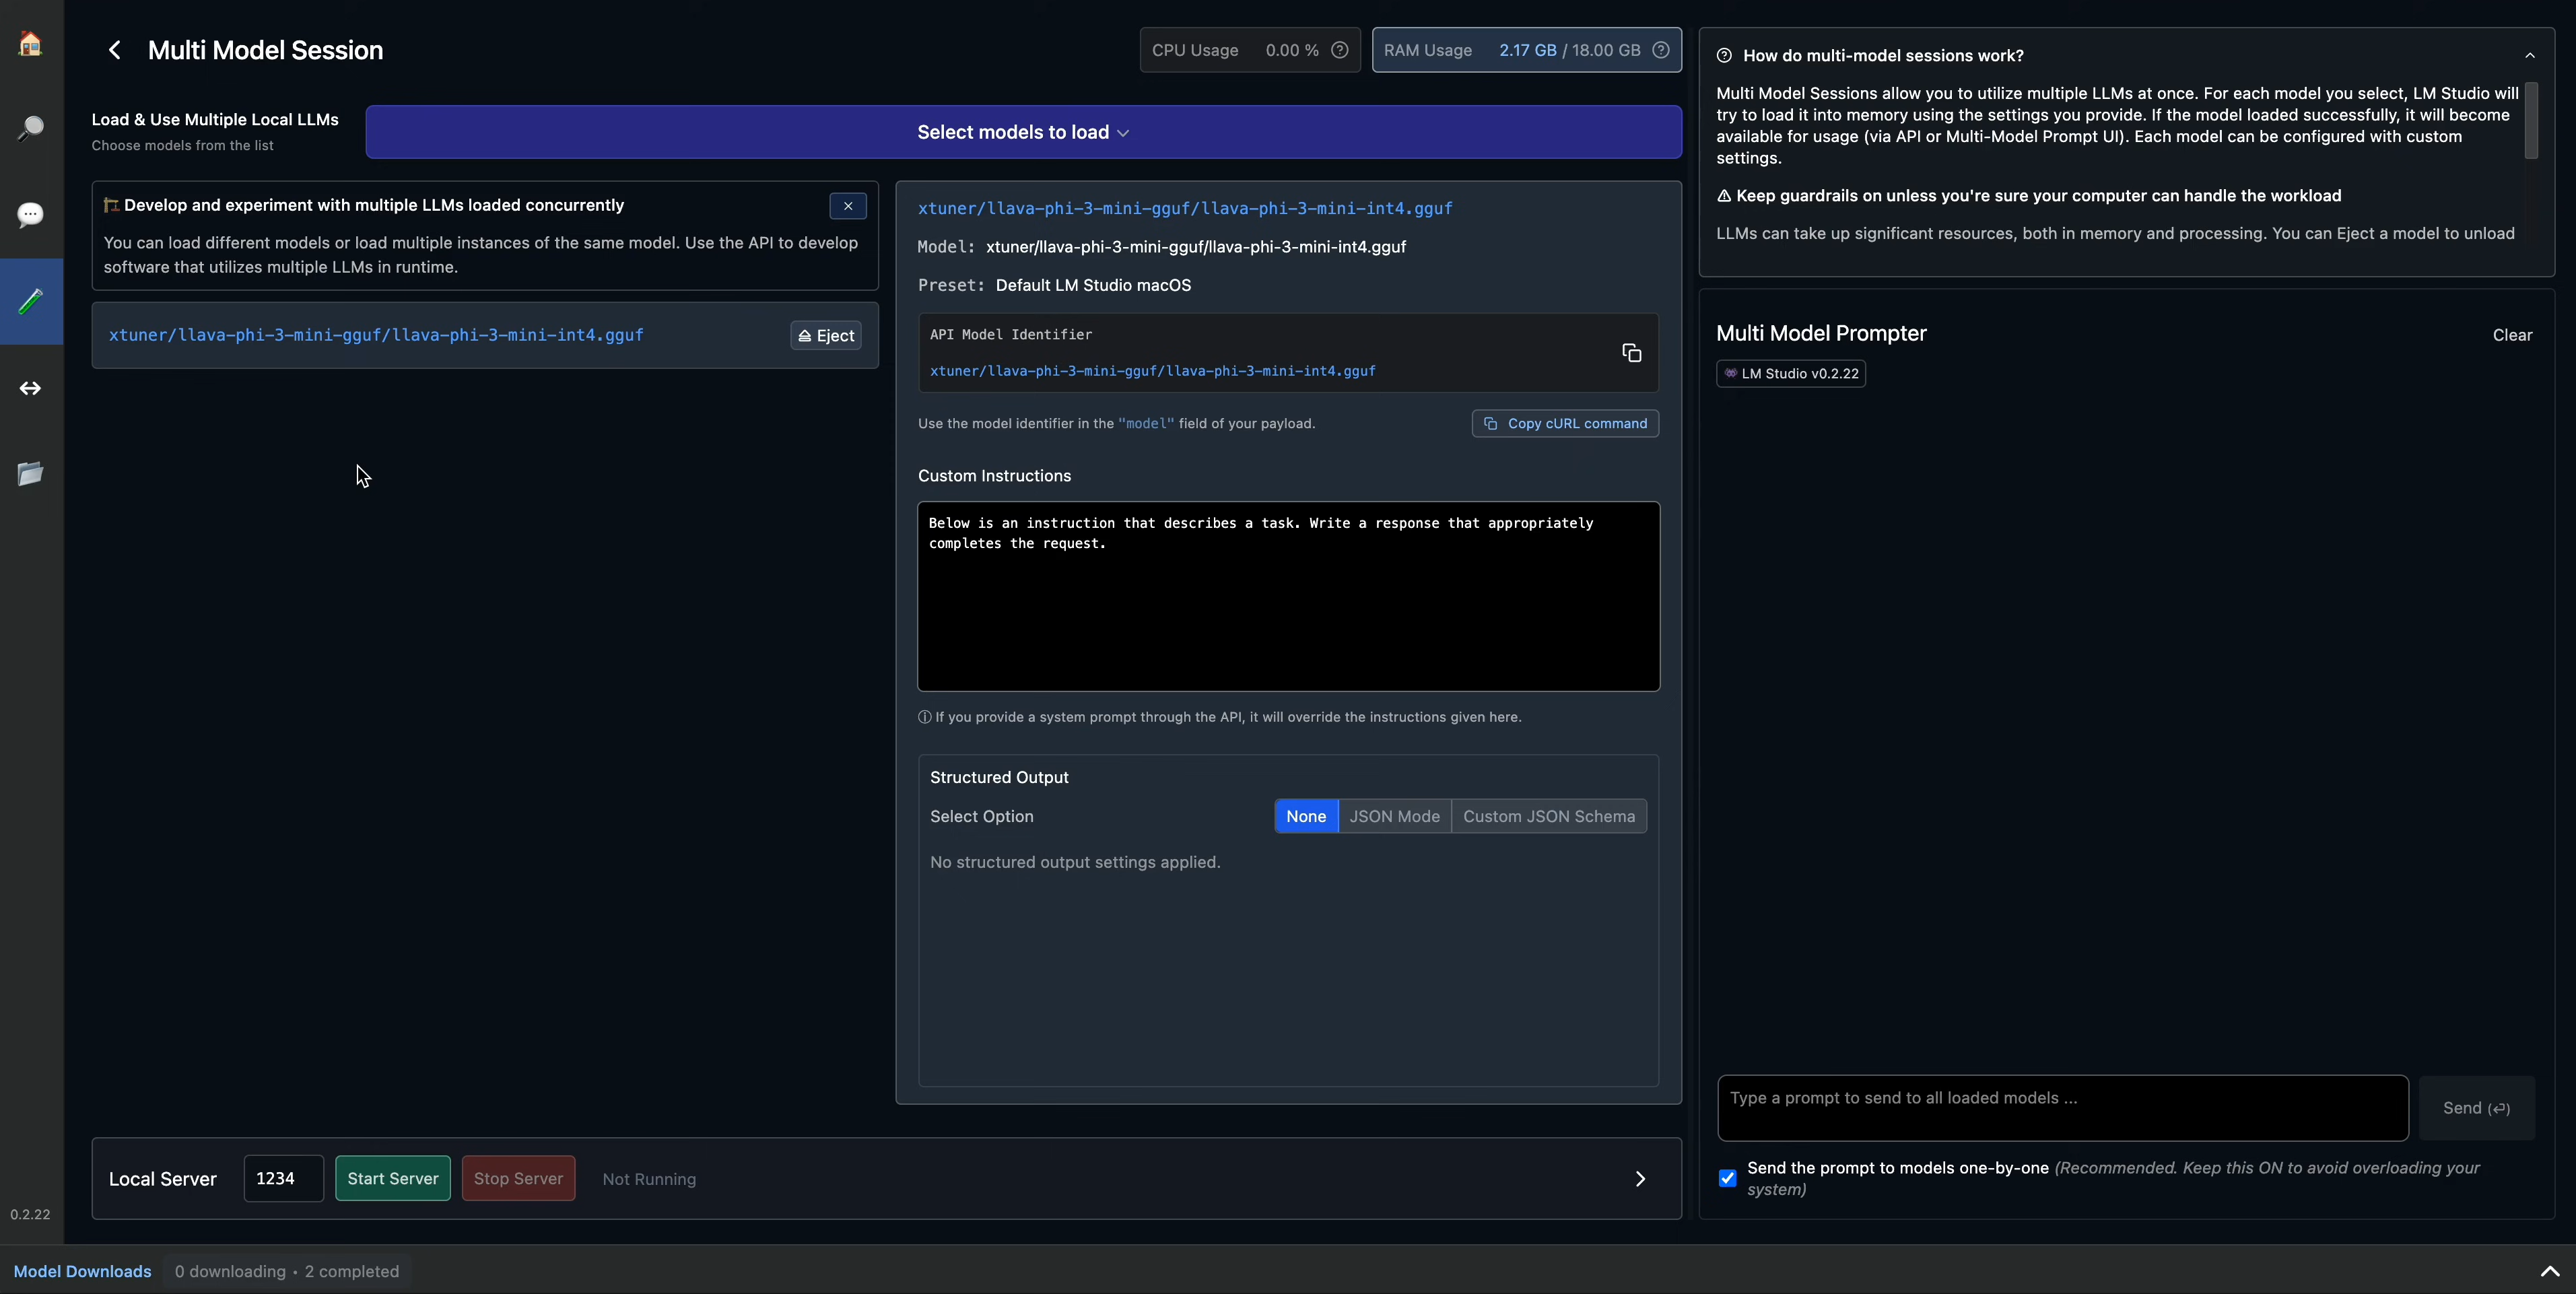 Multi Model Session
CPU Usage 0.00 %
RAM Usage 2.17 GB / 18.00 GB
Load & Use Multiple Local LLMs
Choose models from the list
Select models to load
Develop and experiment with multiple LLMs loaded concurrently
You can load different models or load multiple instances of the same model. Use the API to develop
software that utilizes multiple LLMs in runtime.
xtuner/llava-phi-3-mini-gguf/llava-phi-3-mini-int4.gguf
Eject
xtuner/llava-phi-3-mini-gguf/llava-phi-3-mini-int4.gguf
Model: xtuner/llava-phi-3-mini-gguf/llava-phi-3-mini-int4.gguf
Preset: Default LM Studio macOS
API Model Identifier
xtuner/llava-phi-3-mini-gguf/llava-phi-3-mini-int4.gguf
Use the model identifier in the "model" field of your payload.
Copy cURL command
Custom Instructions
Below is an instruction that describes a task. Write a response that appropriately
completes the request.
If you provide a system prompt through the API, it will override the instructions given here.
Structured Output
Select Option
None
JSON Mode
Custom JSON Schema
No structured output settings applied.
Local Server
1234
Start Server
Stop Server
Not Running
How do multi-model sessions work?
Multi Model Sessions allow you to utilize multiple LLMs at once. For each model you select, LM Studio will
try to load it into memory using the settings you provide. If the model loaded successfully, it will become
available for usage (via API or Multi-Model Prompt UI). Each model can be configured with custom
settings.
⚠ Keep guardrails on unless you're sure your computer can handle the workload
LLMs can take up significant resources, both in memory and processing. You can Eject a model to unload
Multi Model Prompter
Clear
LM Studio v0.2.22
Type a prompt to send to all loaded models ...
Send (⏎)
Send the prompt to models one-by-one (Recommended. Keep this ON to avoid overloading your
system)
0.2.22
Model Downloads
0 downloading • 2 completed